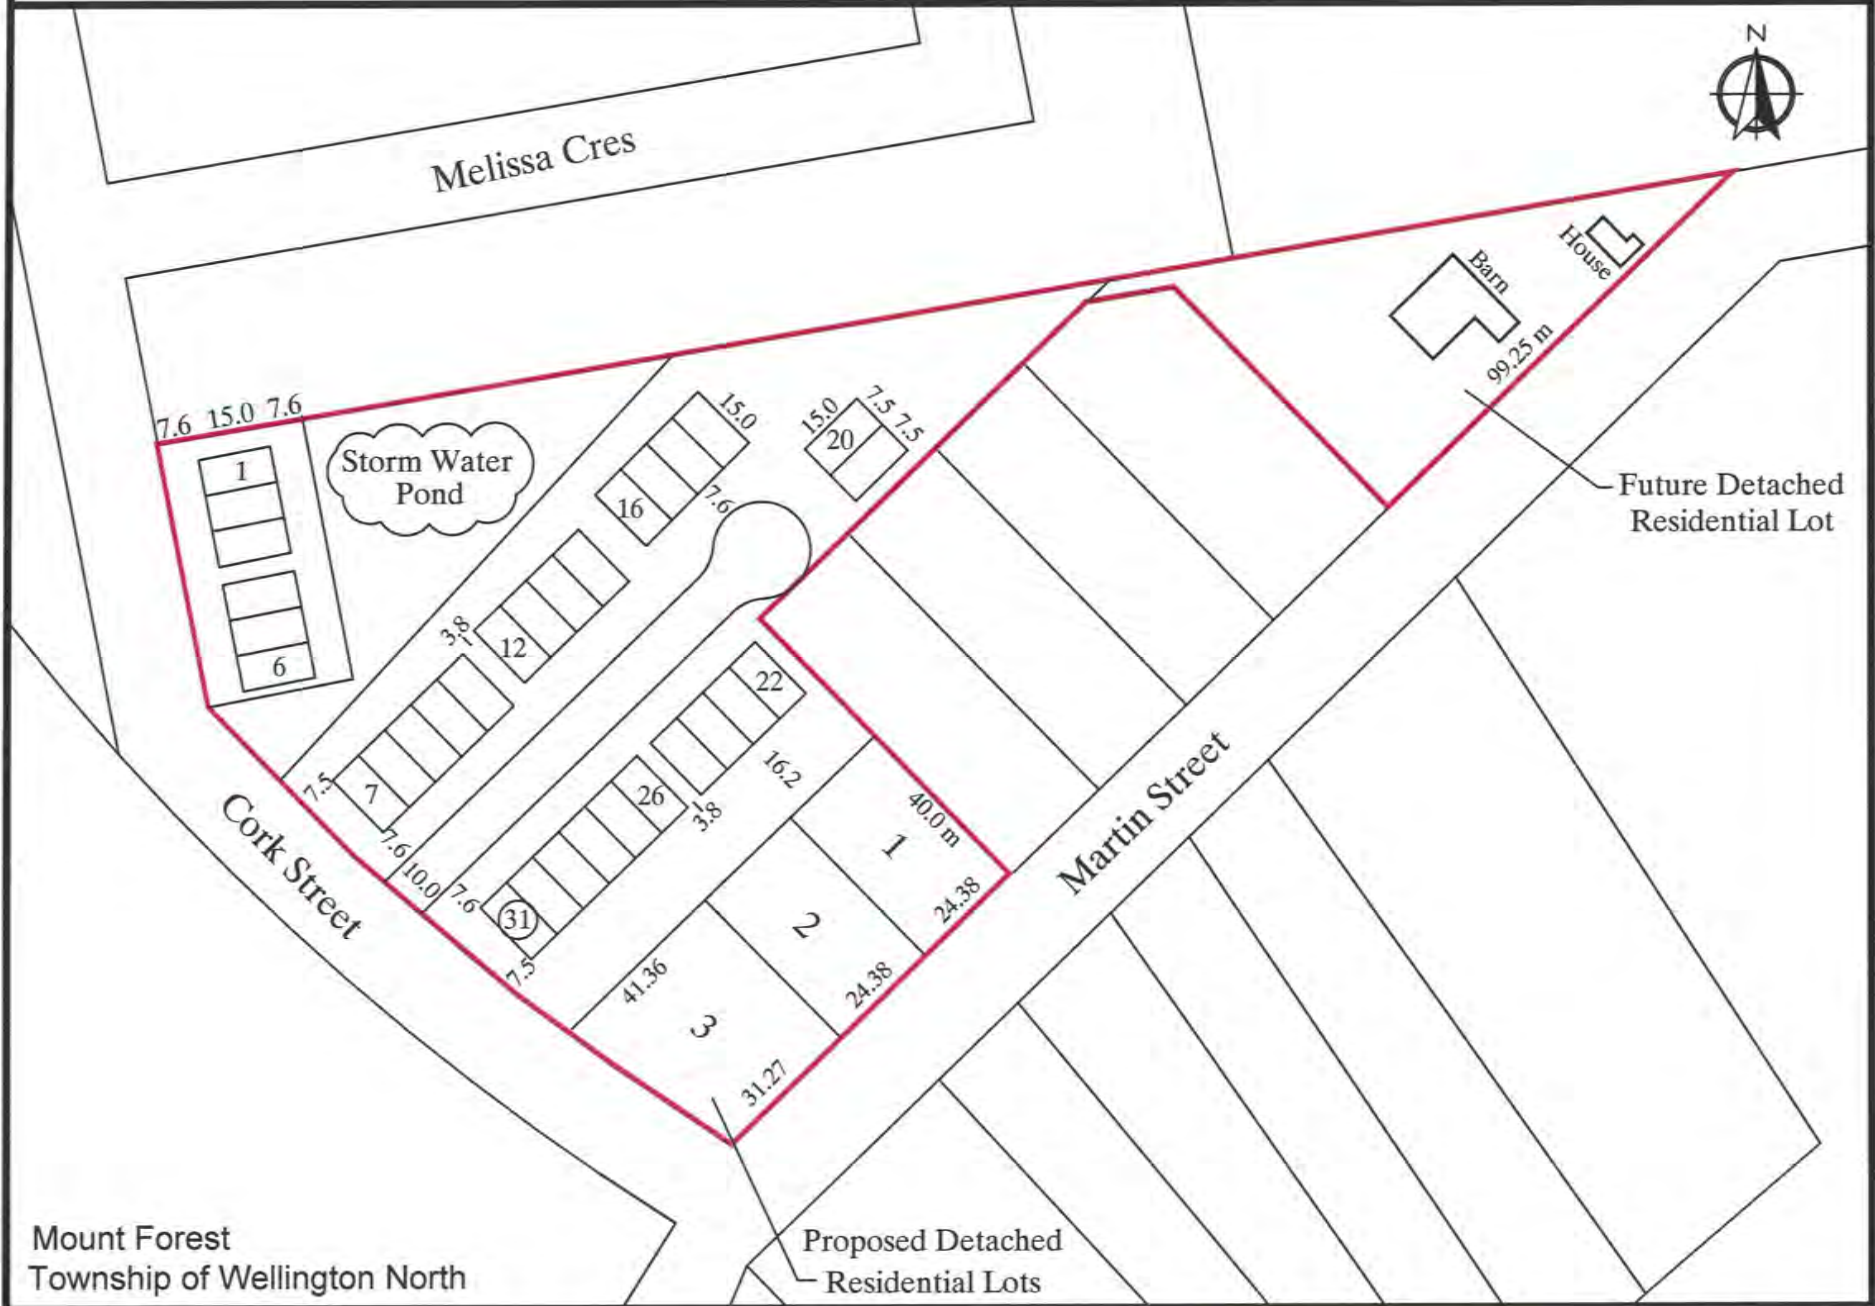 N
Melissa Cres
House
Barn
99.25 m
7.6 15.0 7.6
15.0
15.0
7.5
7.5
1
Storm Water
Pond
20
16
7.6
Future Detached
Residential Lot
3.8
12
6
22
7.5
7
16.2
26
3.8
40.0 m
1
Martin Street
Cork Street
7.6
10.0
7.6
31
7.5
24.38
2
41.36
24.38
3
31.27
Mount Forest
Township of Wellington North
Proposed Detached
Residential Lots